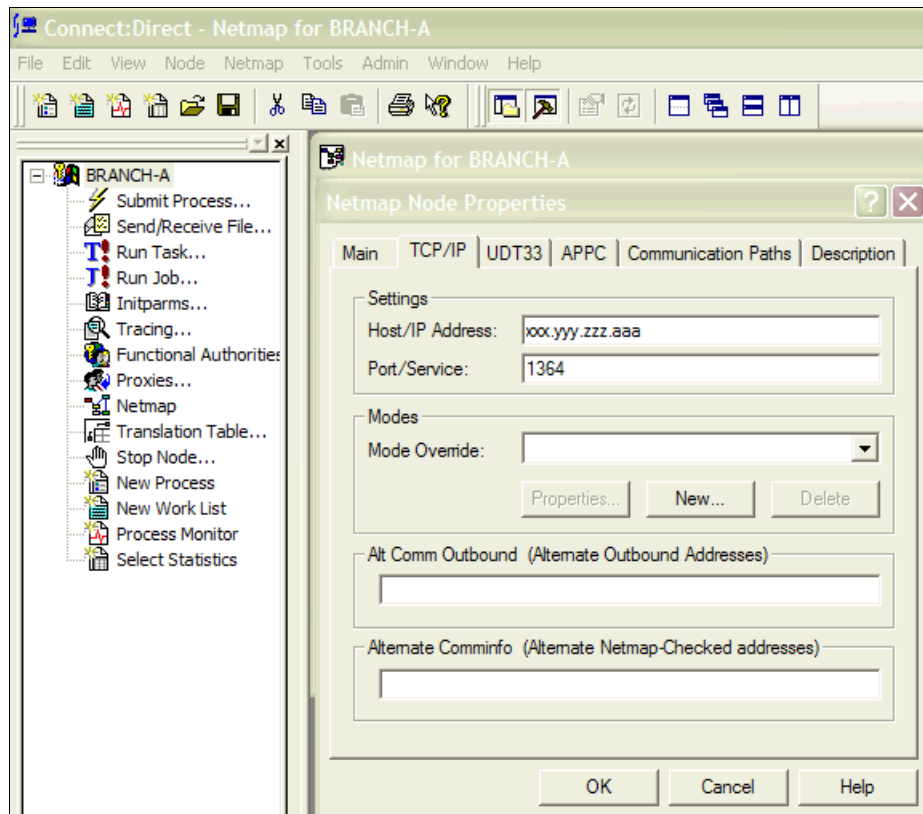 Connect:Direct - Netmap for BRANCH-A
File Edit View Node Netmap Tools Admin Window Help
BRANCH-A
Submit Process...
Send/Receive File...
Run Task...
Run Job...
Initparms...
Tracing...
Functional Authorities
Proxies...
Netmap
Translation Table...
Stop Node...
New Process
New Work List
Process Monitor
Select Statistics
Netmap for BRANCH-A
Netmap Node Properties
Main TCP/IP UDT33 APPC Communication Paths Description
Settings
Host/IP Address: xxx.yyy.zzz.aaa
Port/Service: 1364
Modes
Mode Override:
Properties... New... Delete
Alt Comm Outbound (Alternate Outbound Addresses)
Alternate Comminfo (Alternate Netmap-Checked addresses)
OK Cancel Help